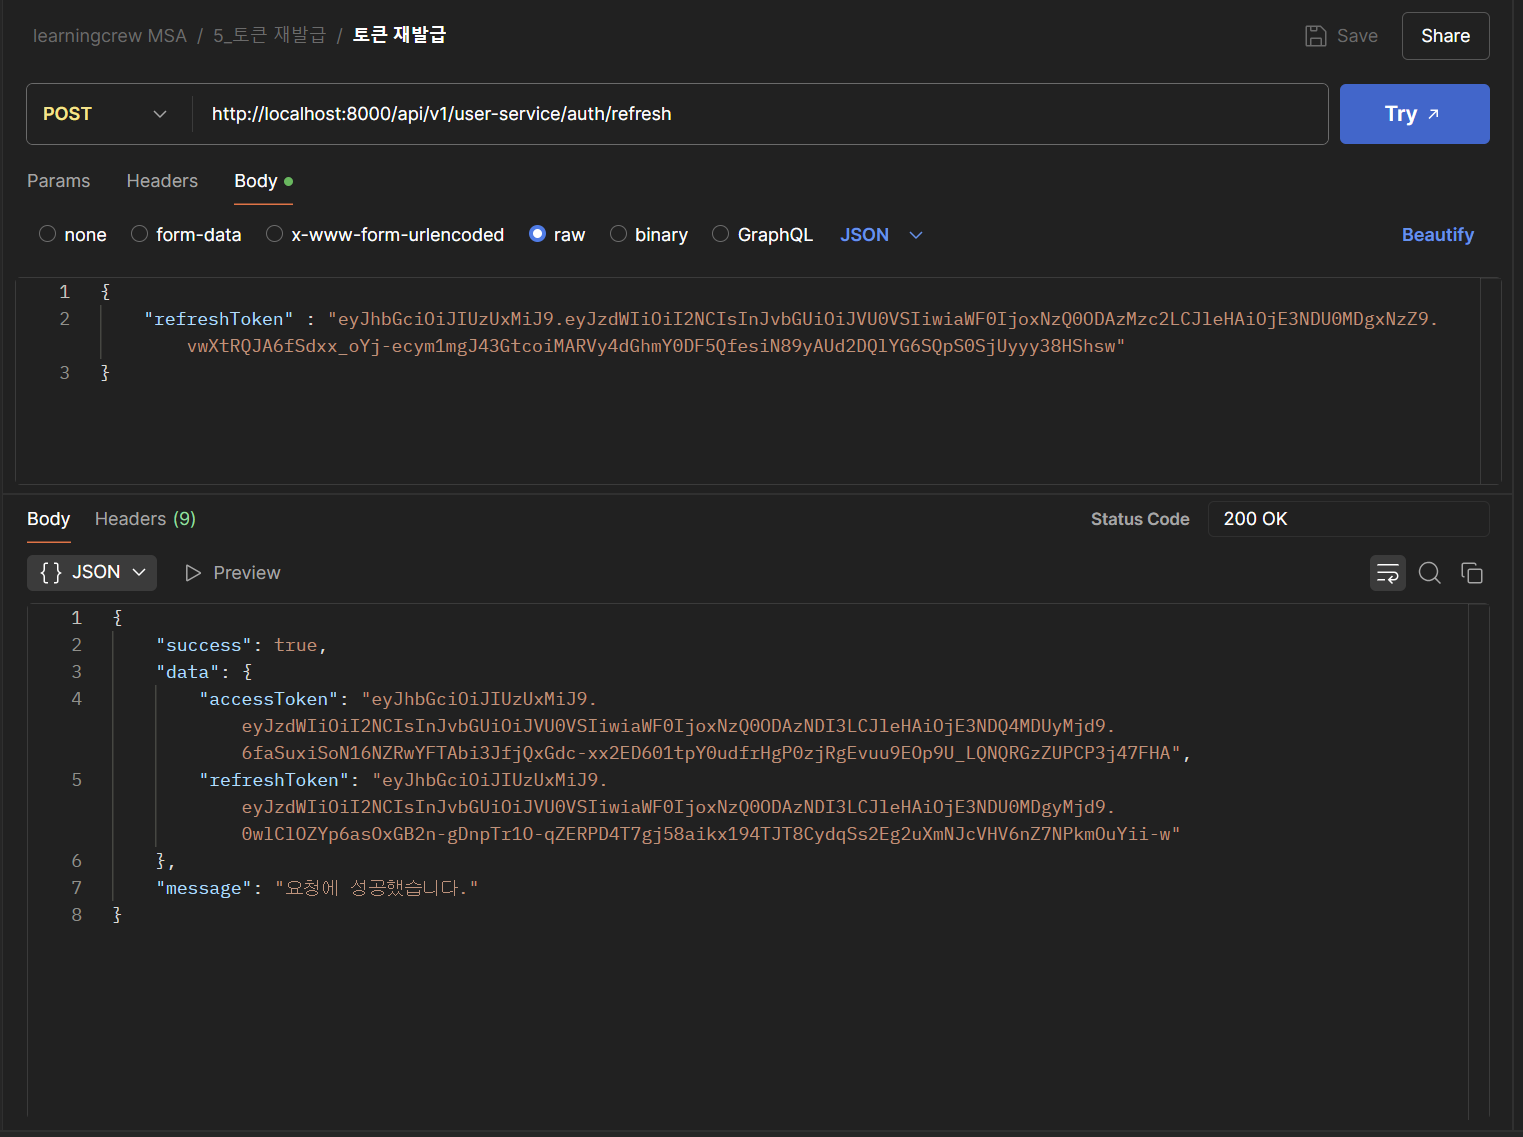 learningcrew MSA / 5_토큰 재발급 / 토큰 재발급
Save
Share
POST
http://localhost:8000/api/v1/user-service/auth/refresh
Try
Params
Headers
Body
none
form-data
x-www-form-urlencoded
raw
binary
GraphQL
JSON
Beautify
1 {
2 "refreshToken" : "eyJhbGciOiJIUzUxMiJ9.eyJzdWIiOiI2NCIsInJvbGUiOiJVU0VSIiwiaWF0IjoxNzQ0ODAzMzc2LCJleHAiOjE3NDU0MDgxNzZ9.
vwXtRQJA6fSdxx_oYj-ecym1mgJ43GtcoiMARVy4dGhmY0DF5QfesiN89yAUd2DQlYG6SQpS0SjUyyy38HShsw"
3 }
Body
Headers (9)
Status Code
200 OK
{} JSON
Preview
1 {
2 "success": true,
3 "data": {
4 "accessToken": "eyJhbGciOiJIUzUxMiJ9.
eyJzdWIiOiI2NCIsInJvbGUiOiJVU0VSIiwiaWF0IjoxNzQ0ODAzNDI3LCJleHAiOjE3NDQ4MDUyMjd9.
6faSuxiSoN16NZRwYFTAbi3JfjQxGdc-xx2ED601tpY0udfrHgP0zjRgEvuu9EOp9U_LQNQRGzZUPCP3j47FHA",
5 "refreshToken": "eyJhbGciOiJIUzUxMiJ9.
eyJzdWIiOiI2NCIsInJvbGUiOiJVU0VSIiwiaWF0IjoxNzQ0ODAzNDI3LCJleHAiOjE3NDU0MDgyMjd9.
0wlClOZYp6asOxGB2n-gDnpTr1O-qZERPD4T7gj58aikx194TJT8CydqSs2Eg2uXmNJcVHV6nZ7NPkmOuYii-w"
6 },
7 "message": "요청에 성공했습니다."
8 }